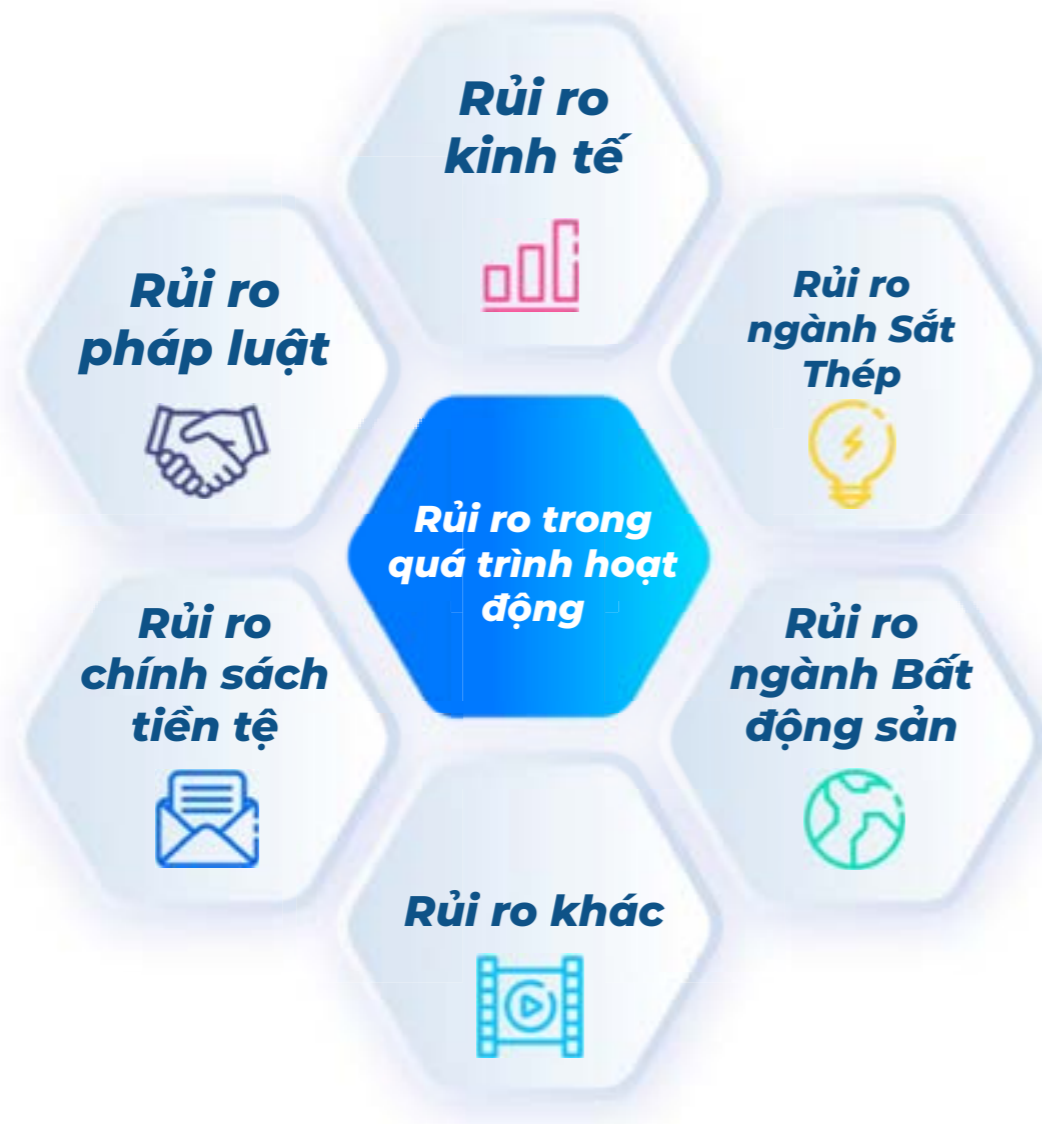 Rủi ro
kinh tế
Rủi ro
pháp luật
Rủi ro
ngành Sắt
Thép
Rủi ro trong
quá trình hoạt
động
Rủi ro
chính sách
tiền tệ
Rủi ro
ngành Bất
động sản
Rủi ro khác